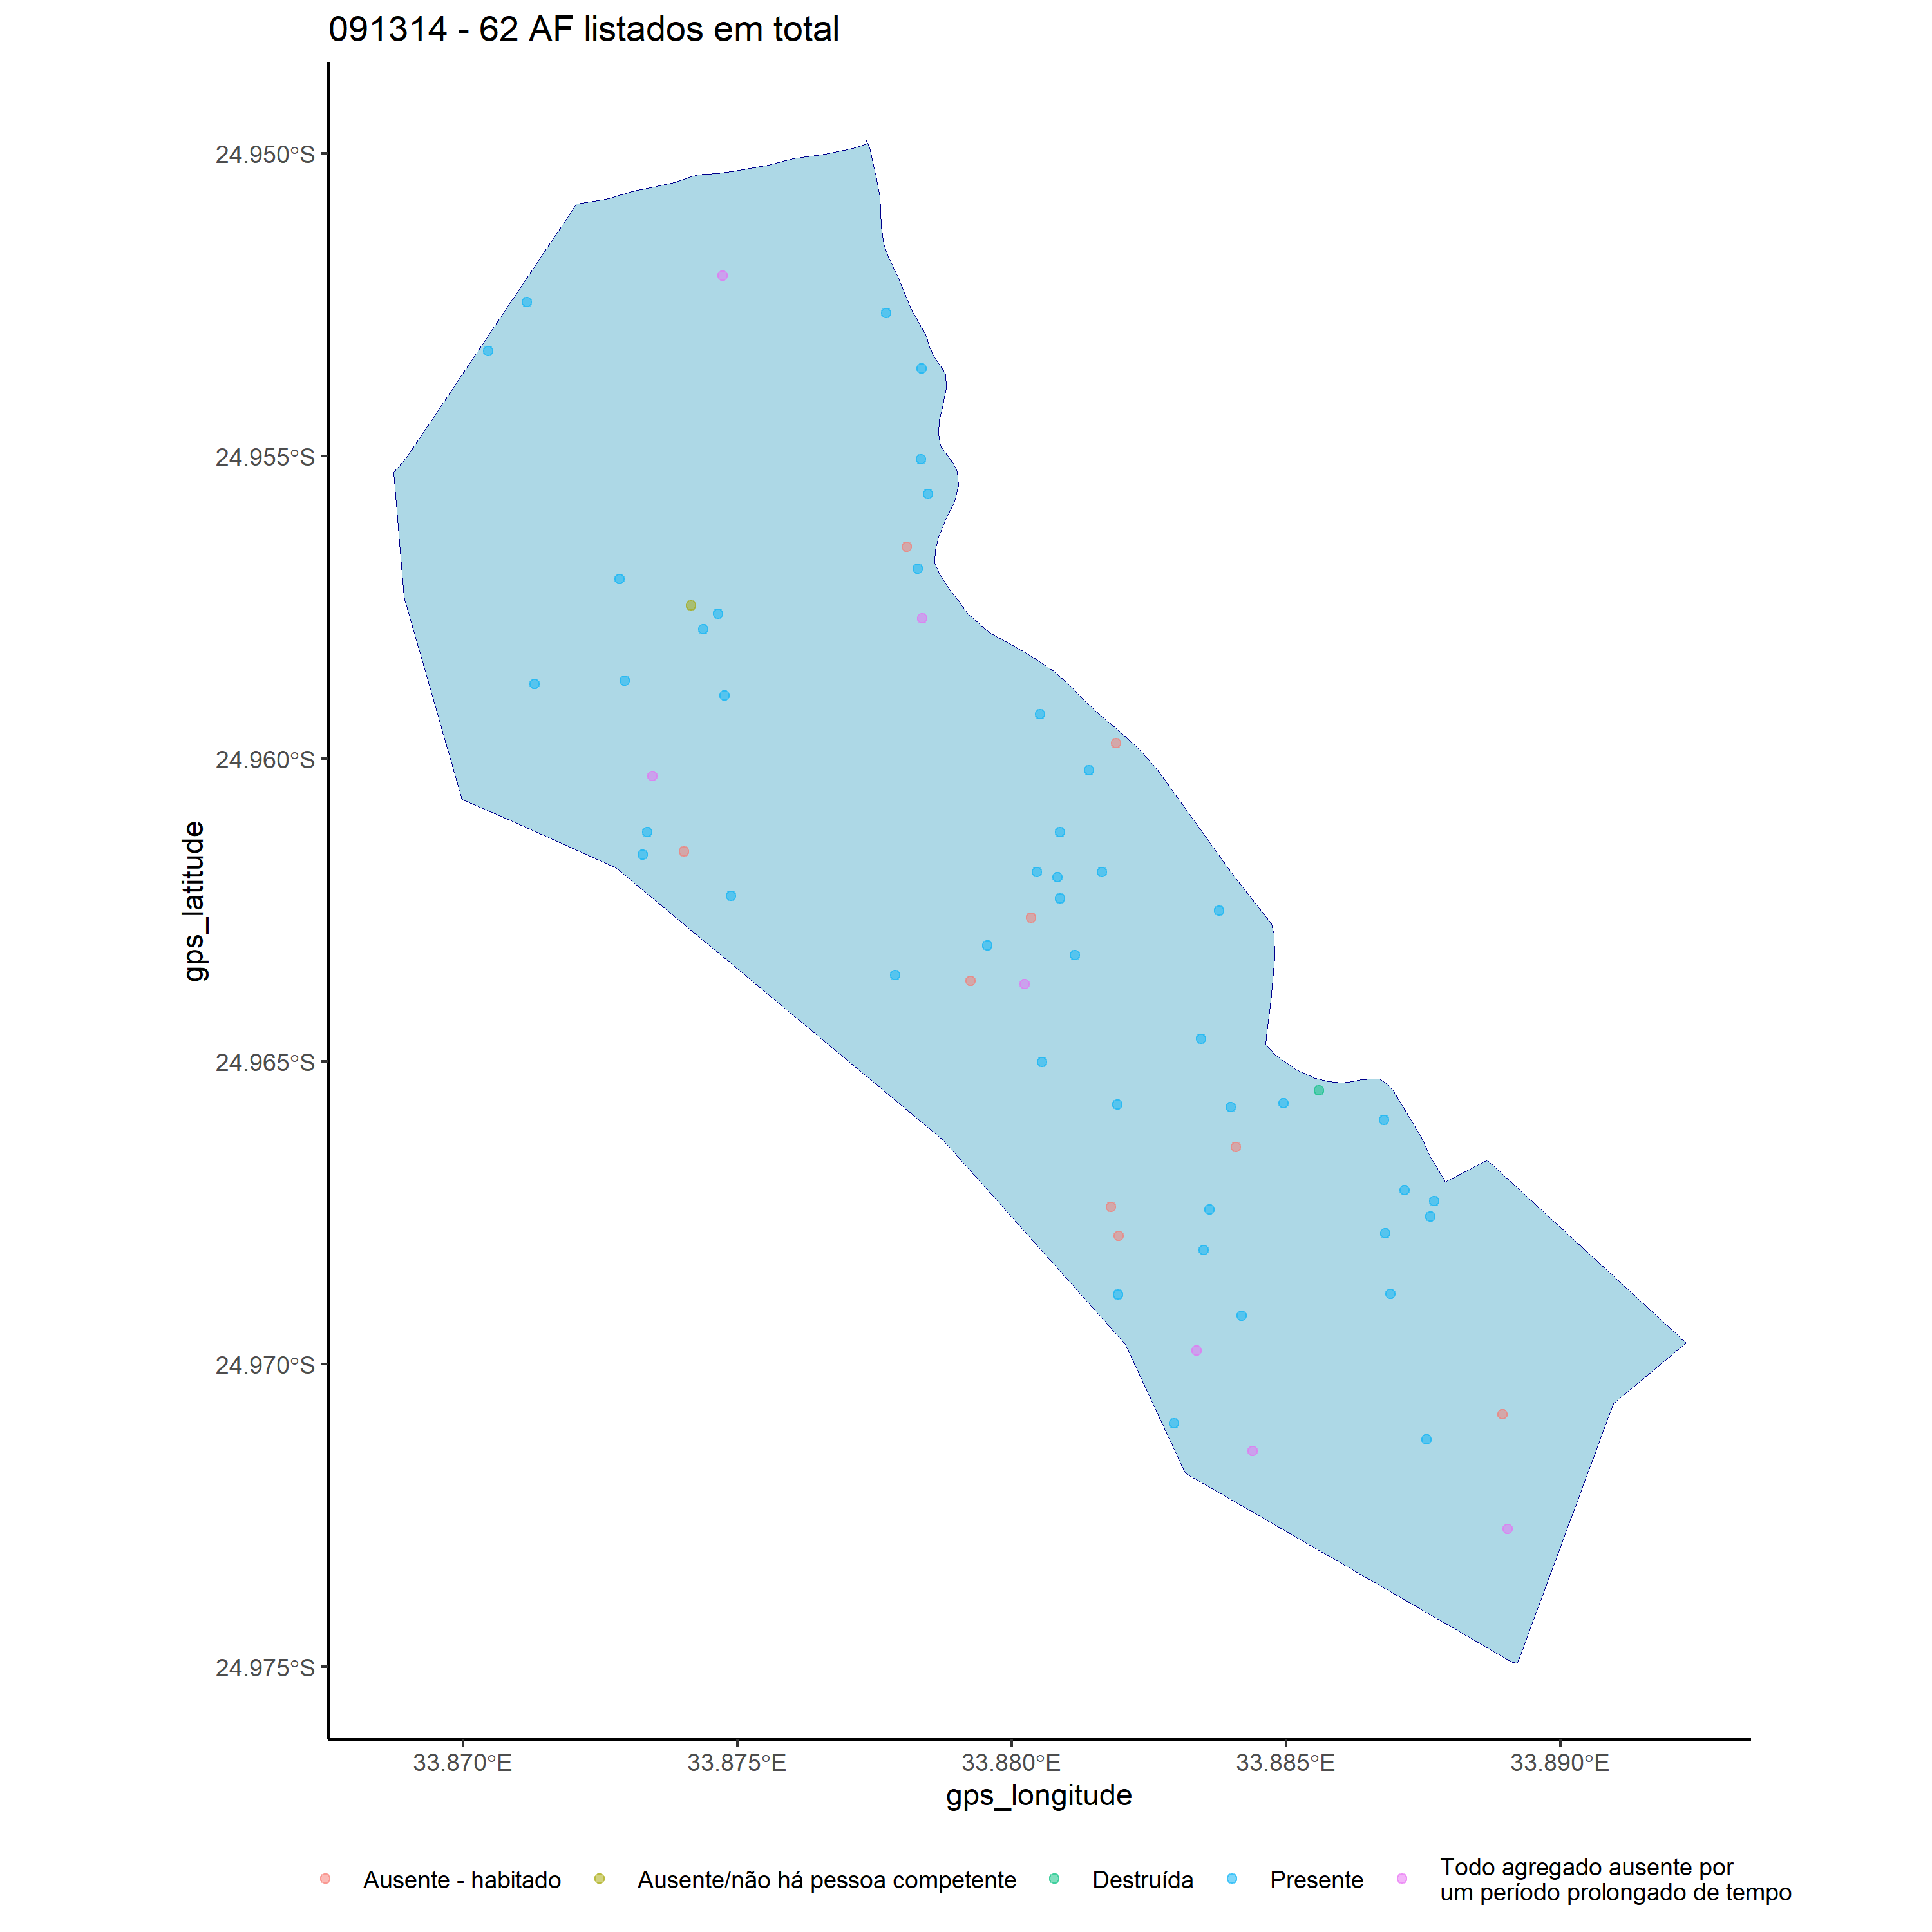 091314 - 62 AF listados em total
24.950°S
24.955°S
24.960°S
24.965°S
24.970°S
24.975°S
gps_latitude
33.870°E
33.875°E
33.880°E
33.885°E
33.890°E
gps_longitude
Ausente - habitado
Ausente/não há pessoa competente
Destruída
Presente
Todo agregado ausente por
um período prolongado de tempo